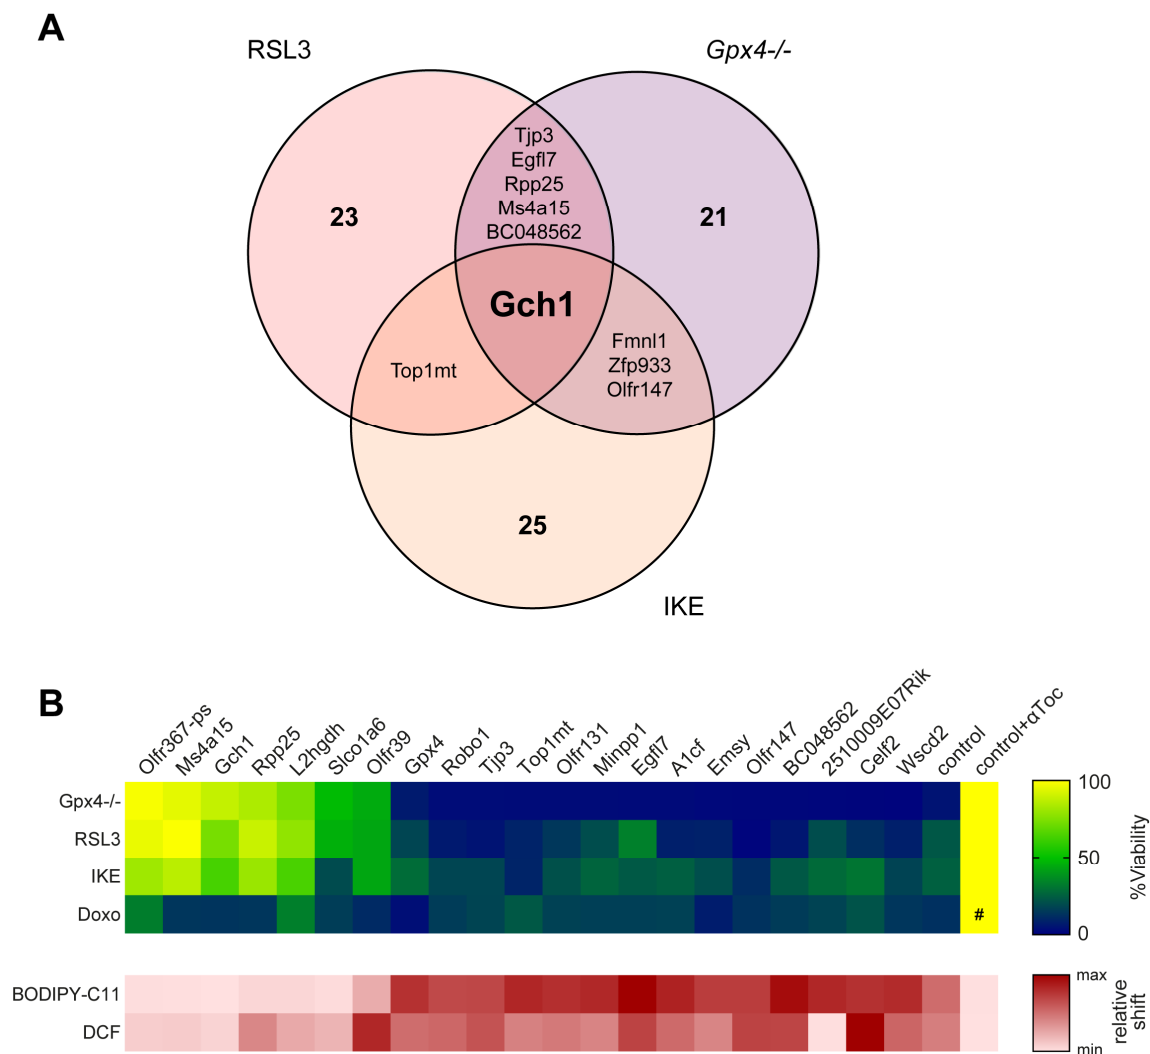 A
RSL3
Gpx4-/-
Tjp3
Egfl7
Rpp25
Ms4a15
BC048562
23
21
Gch1
Top1mt
Fmnl1
Zfp933
Olfr147
25
IKE
B
Olfr367-ps
Ms4a15
Gch1
Rpp25
L2hgdh
Slco1a6
Olfr39
Gpx4
Robo1
Tjp3
Top1mt
Olfr131
Minpp1
Egfl7
A1cf
Emsy
Olfr147
BC048562
2510009E07Rik
Celf2
Wscd2
control
control+αToc
Gpx4-/-
RSL3
IKE
Doxo
#
100
50
0
%Viability
BODIPY-C11
DCF
max
min
relative
shift